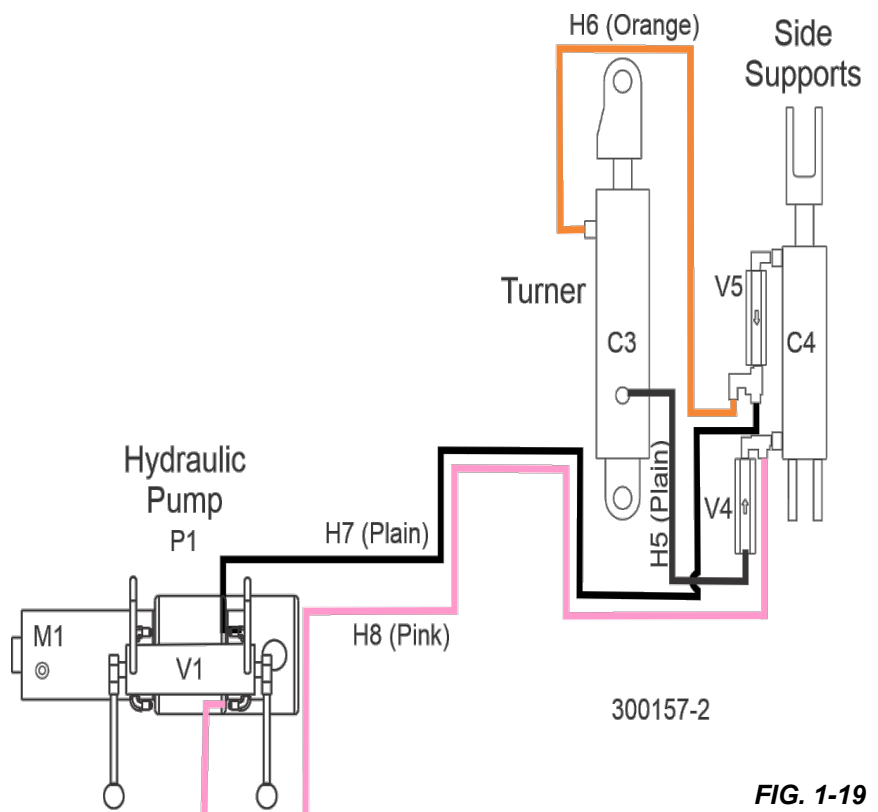 H6 (Orange)
Side
Supports
V5
Turner
C3
C4
Hydraulic
Pump
P1
H5 (Plain)
V4
H7 (Plain)
M1
V1
H8 (Pink)
300157-2
FIG. 1-19